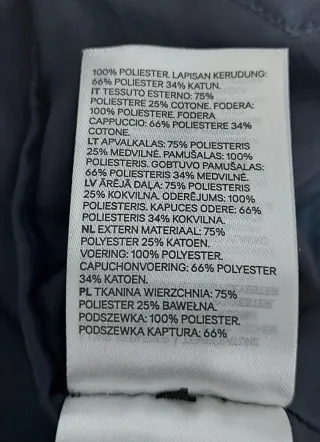 100% POLIESTER. LAPISAN KERUDUNG:
66% POLIESTER 34% KATUN.
IT TESSUTO ESTERNO: 75%
POLIESTERE 25% COTONE. FODERA:
100% POLIESTERE. FODERA
CAPPUCCIO: 66% POLIESTERE 34%
COTONE.
LT APVALKALAS: 75% POLIESTERIS
25% MEDVILNĖ. PAMUŠALAS: 100%
POLIESTERIS. GOBTUVO PAMUŠALAS:
66% POLIESTERIS 34% MEDVILNĖ.
LV ĀRĒJĀ DAĻA: 75% POLIESTERIS
25% KOKVILNA. ODERĒJUMS: 100%
POLIESTERIS. KAPUCES ODERE: 66%
POLIESTERIS 34% KOKVILNA.
NL EXTERN MATERIAAL: 75%
POLYESTER 25% KATOEN.
VOERING: 100% POLYESTER.
CAPUCHONVOERING: 66% POLYESTER
34% KATOEN.
PL TKANINA WIERZCHNIA: 75%
POLIESTER 25% BAWEŁNA.
PODSZEWKA: 100% POLIESTER.
PODSZEWKA KAPTURA: 66%